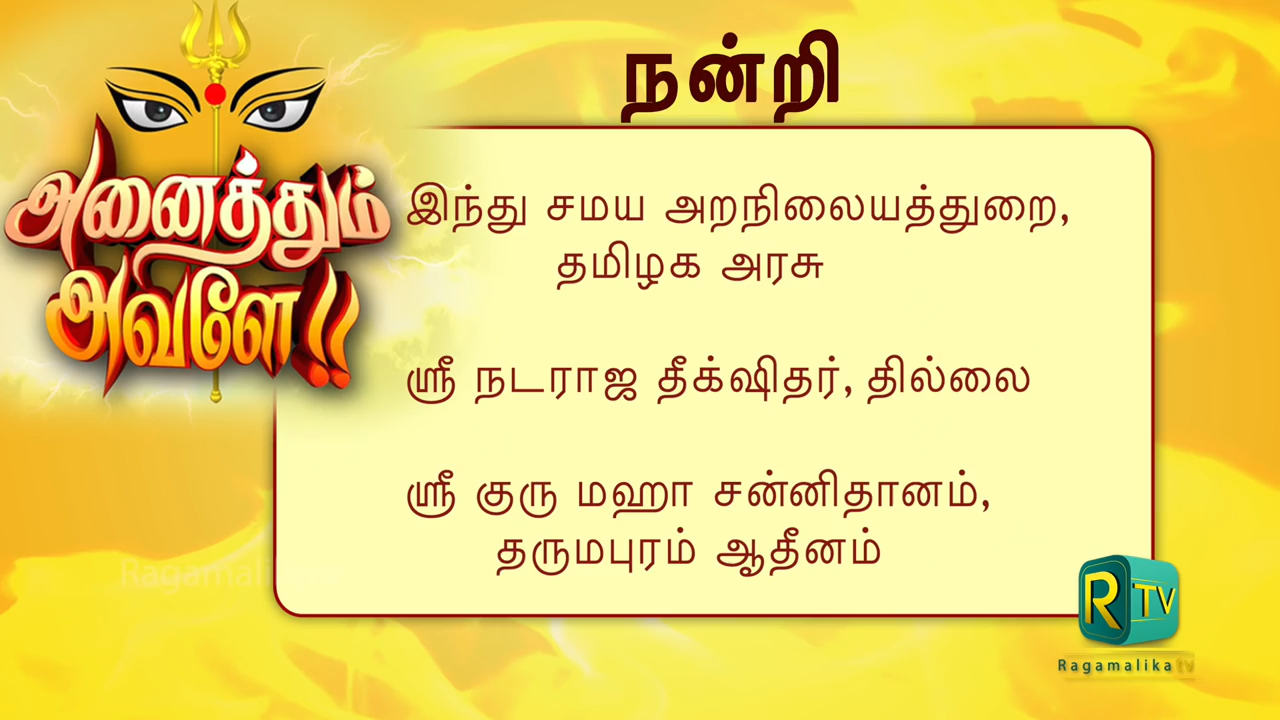 நன்றி
அனைத்தும்
அவளே!!
இந்து சமய அறநிலையத்துறை,
தமிழக அரசு
ஸ்ரீ நடராஜ தீக்ஷிதர், தில்லை
ஸ்ரீ குரு மஹா சன்னிதானம்,
தருமபுரம் ஆதீனம்
R TV
Ragamalika tv